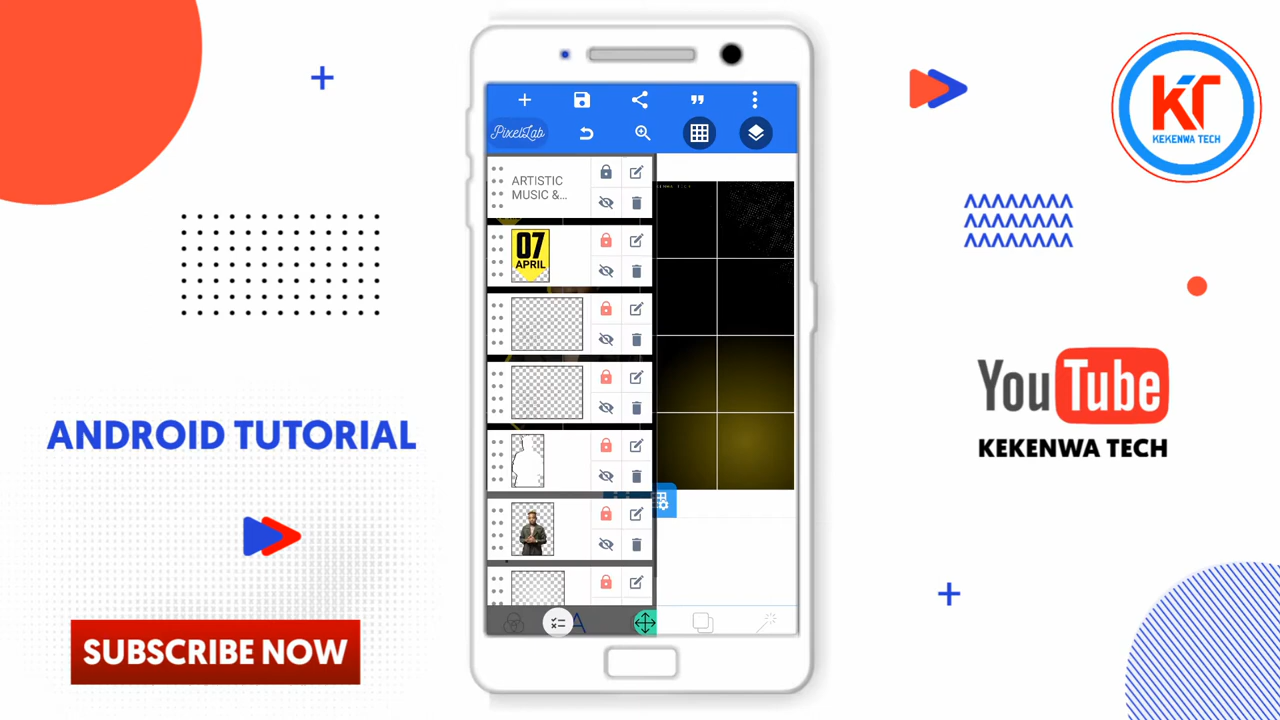 KT
KEKENWA TECH
PixelLab
ARTISTIC
MUSIC &...
07
APRIL
ANDROID TUTORIAL
SUBSCRIBE NOW
YouTube
KEKENWA TECH
A